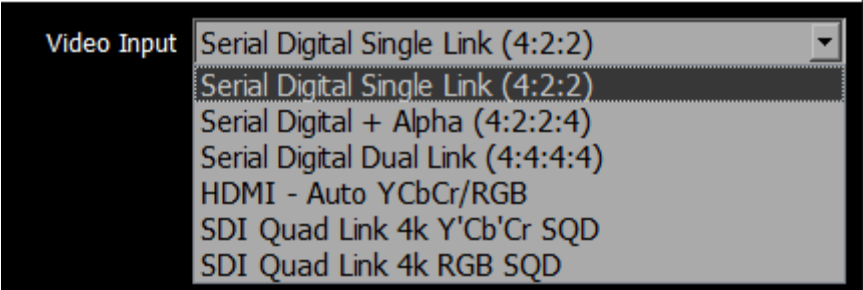 Video Input Serial Digital Single Link (4:2:2)
Serial Digital Single Link (4:2:2)
Serial Digital + Alpha (4:2:2:4)
Serial Digital Dual Link (4:4:4:4)
HDMI - Auto YCbCr/RGB
SDI Quad Link 4k Y'Cb'Cr SQD
SDI Quad Link 4k RGB SQD